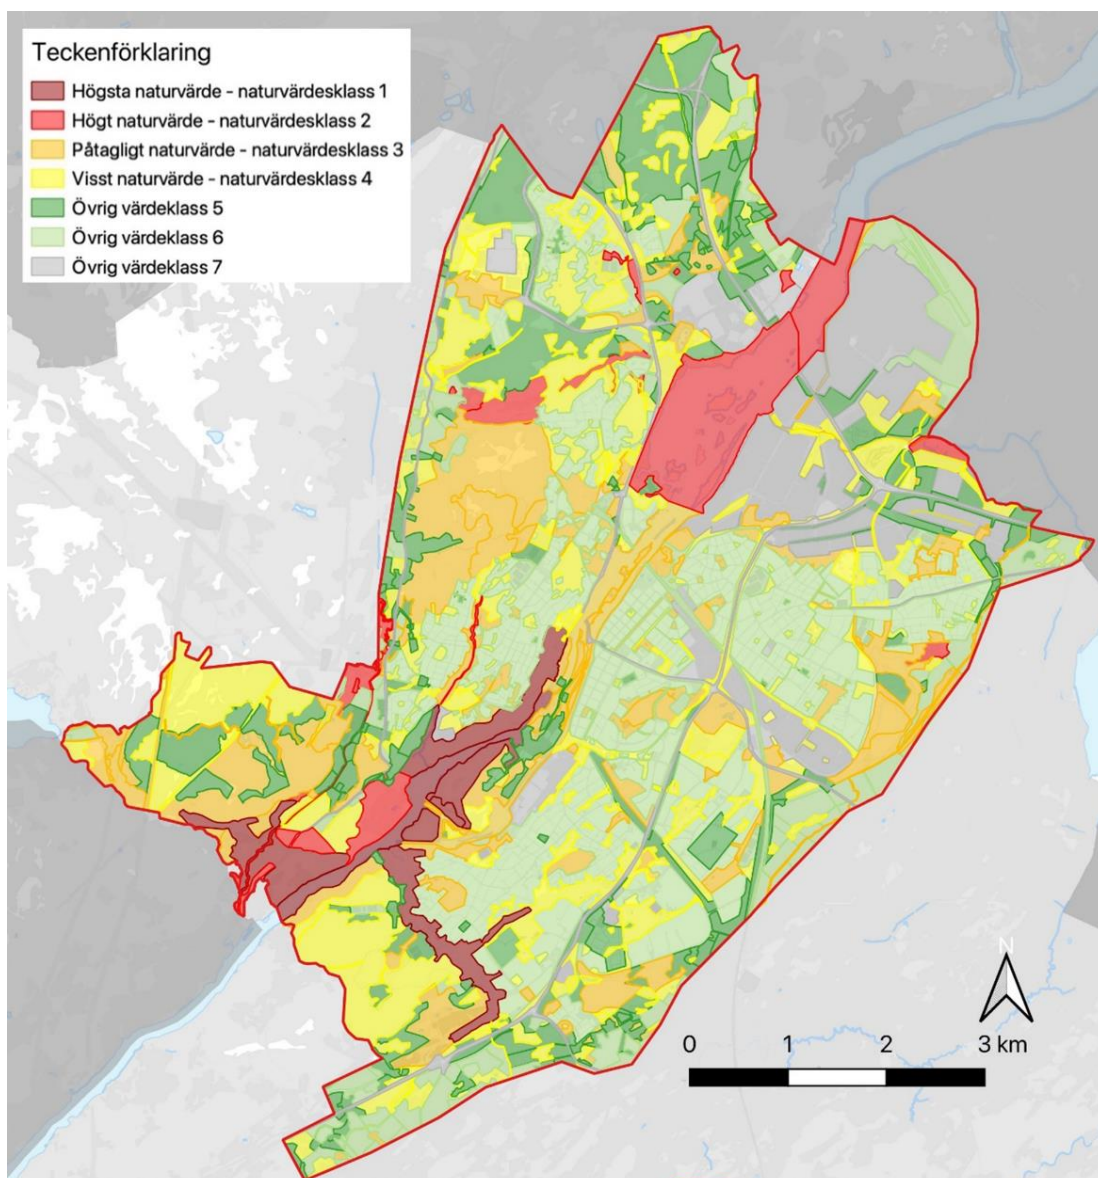 Teckenförklaring
Högsta naturvärde - naturvärdesklass 1
Högt naturvärde - naturvärdesklass 2
Påtagligt naturvärde - naturvärdesklass 3
Visst naturvärde - naturvärdesklass 4
Övrig värdeklass 5
Övrig värdeklass 6
Övrig värdeklass 7
N
0 1 2 3 km